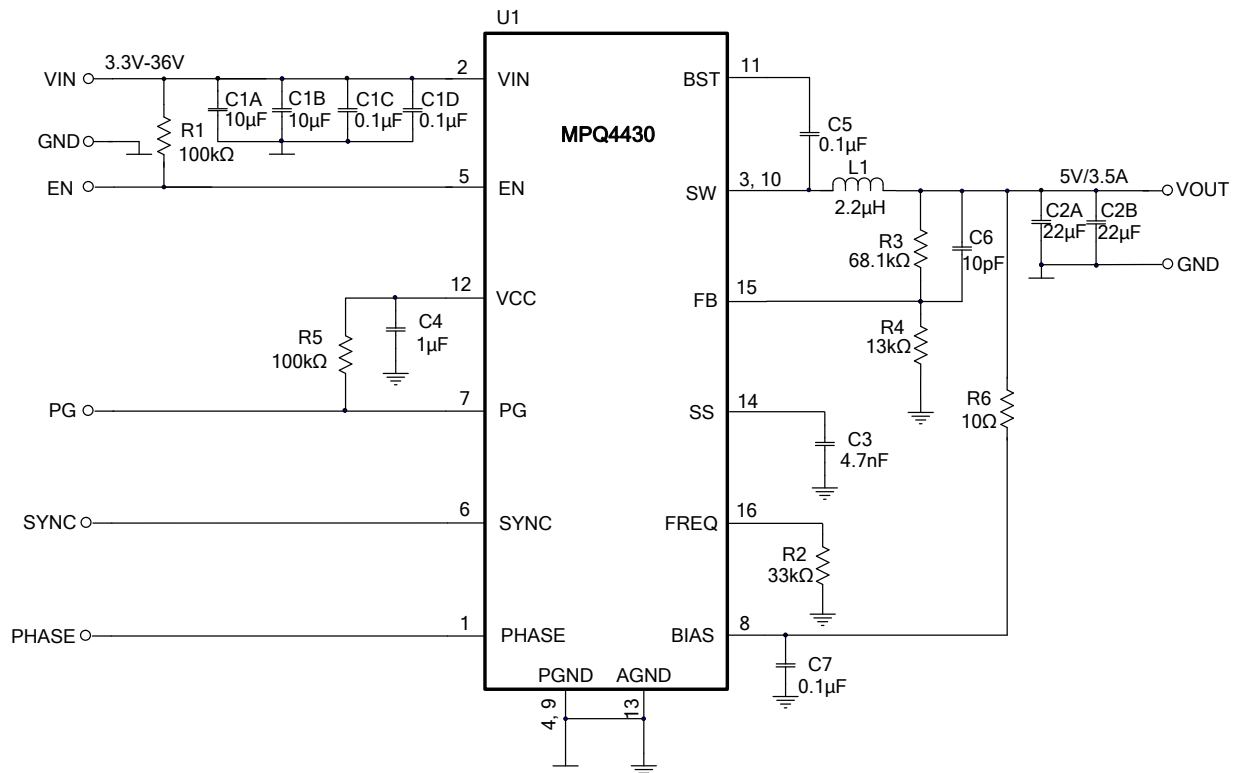 U1
VIN
3.3V-36V
2
VIN
C1A
10µF
C1B
10µF
C1C
0.1µF
C1D
0.1µF
GND
R1
100kΩ
EN
5
EN
MPQ4430
BST
11
C5
0.1µF
SW
3, 10
L1
2.2µH
5V/3.5A
VOUT
C2A
22µF
C2B
22µF
GND
R3
68.1kΩ
C6
10pF
FB
15
R4
13kΩ
12
VCC
C4
1µF
R5
100kΩ
PG
7
PG
SS
14
C3
4.7nF
R6
10Ω
SYNC
6
SYNC
FREQ
16
R2
33kΩ
PHASE
1
PHASE
BIAS
8
C7
0.1µF
PGND
AGND
4, 9
13